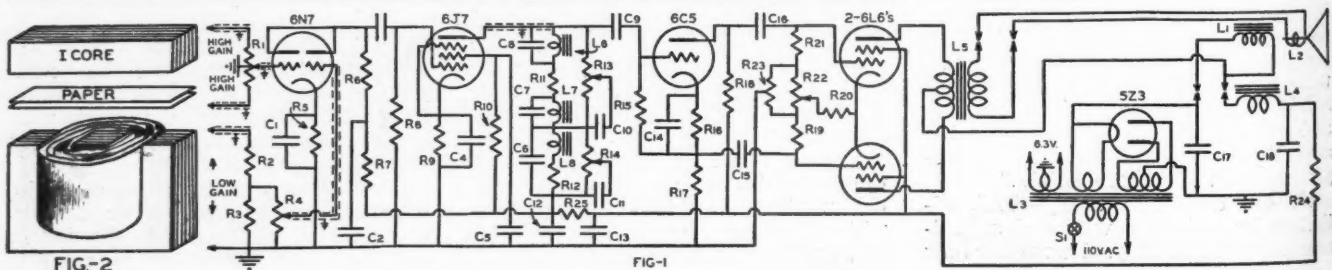 I CORE
PAPER
FIG.-2
HIGH GAIN
R1
HIGH GAIN
R2
LOW GAIN
R3
R4
6N7
R5
C1
R6
R7
C2
6J7
R6
R9
C4
R10
C5
C8
L6
R11
C7
L7
C6
L8
R12
C12
R25
R13
C10
R14
C11
C13
C9
6C5
R15
C14
R16
R17
C15
R18
C16
R21
R23
R22
R20
R19
2-6L6's
L5
FIG-1
5Z3
6.3V.
L3
S1
110V.AC
L1
L2
L4
C17
C18
R24